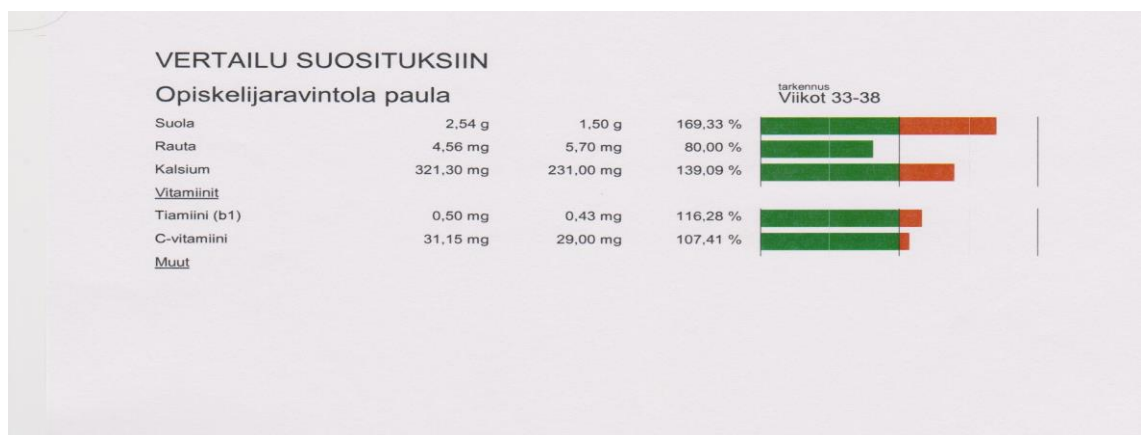 VERTAILU SUOSITUKSIIN
Opiskelijaravintola paula
tarkennus
Viikot 33-38
Suola 2,54 g 1,50 g 169,33 %
Rauta 4,56 mg 5,70 mg 80,00 %
Kalsium 321,30 mg 231,00 mg 139,09 %
Vitamiinit
Tiamiini (b1) 0,50 mg 0,43 mg 116,28 %
C-vitamiini 31,15 mg 29,00 mg 107,41 %
Muut